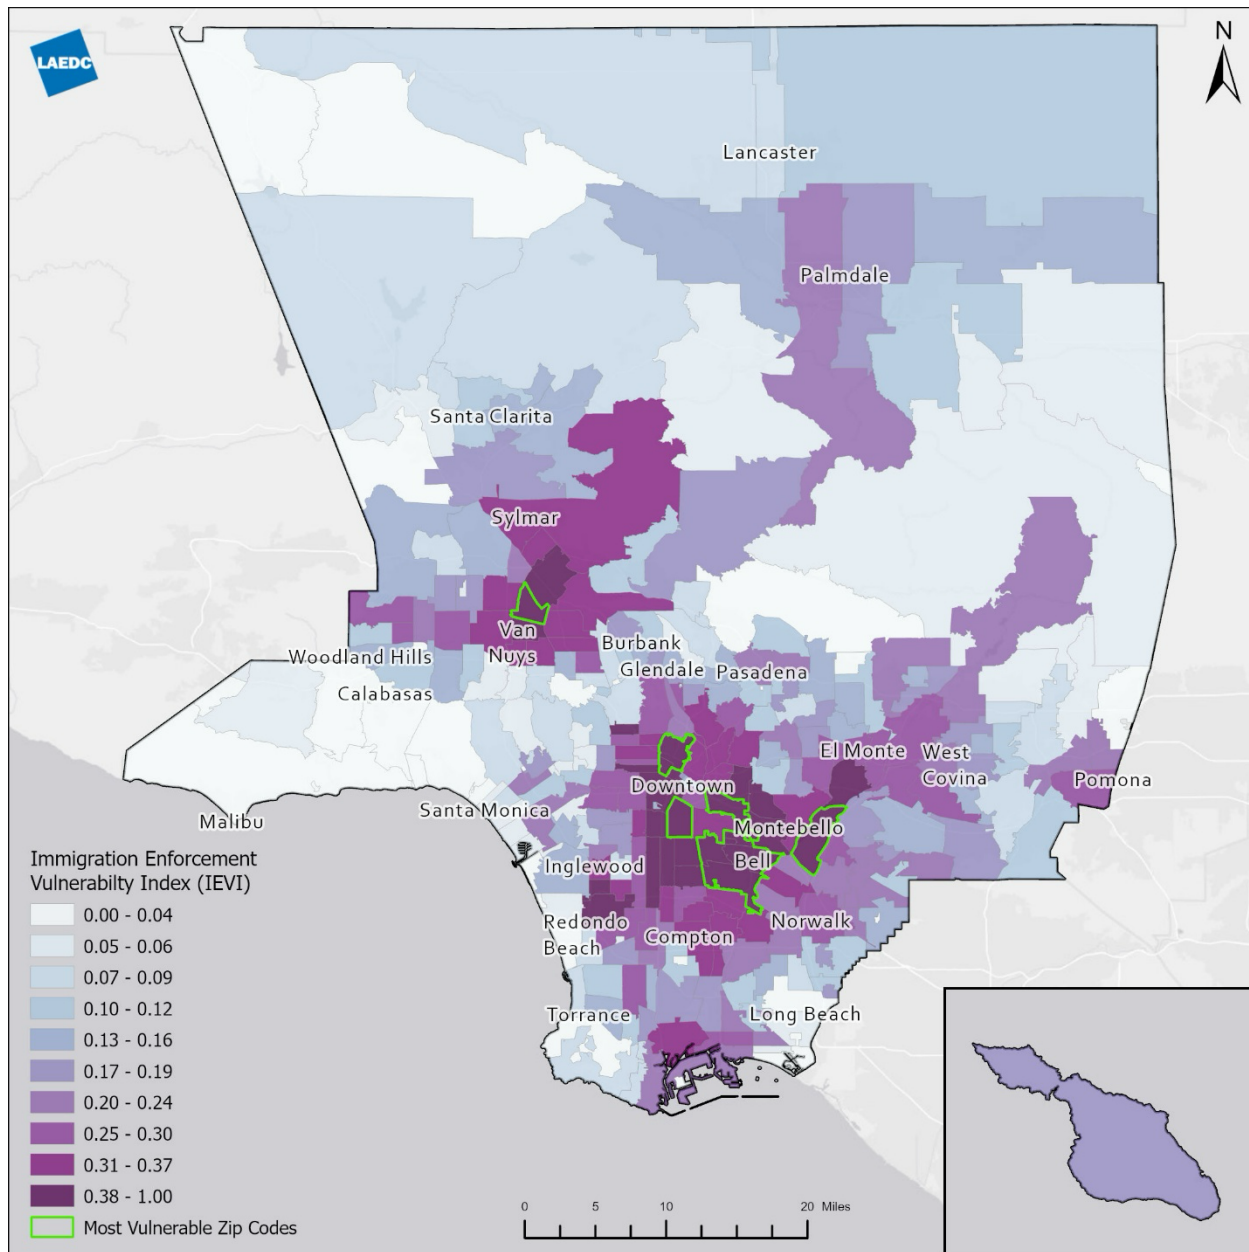 LAEDC
N
Lancaster
Palmdale
Santa Clarita
Sylmar
Van
Nuys
Burbank
Glendale
Pasadena
Woodland Hills
Calabasas
El Monte
West
Covina
Pomona
Downtown
Santa Monica
Malibu
Montebello
Bell
Inglewood
Redondo
Beach
Compton
Norwalk
Torrance
Long Beach
Immigration Enforcement
Vulnerabilty Index (IEVI)
0.00 - 0.04
0.05 - 0.06
0.07 - 0.09
0.10 - 0.12
0.13 - 0.16
0.17 - 0.19
0.20 - 0.24
0.25 - 0.30
0.31 - 0.37
0.38 - 1.00
Most Vulnerable Zip Codes
0 5 10 20 Miles